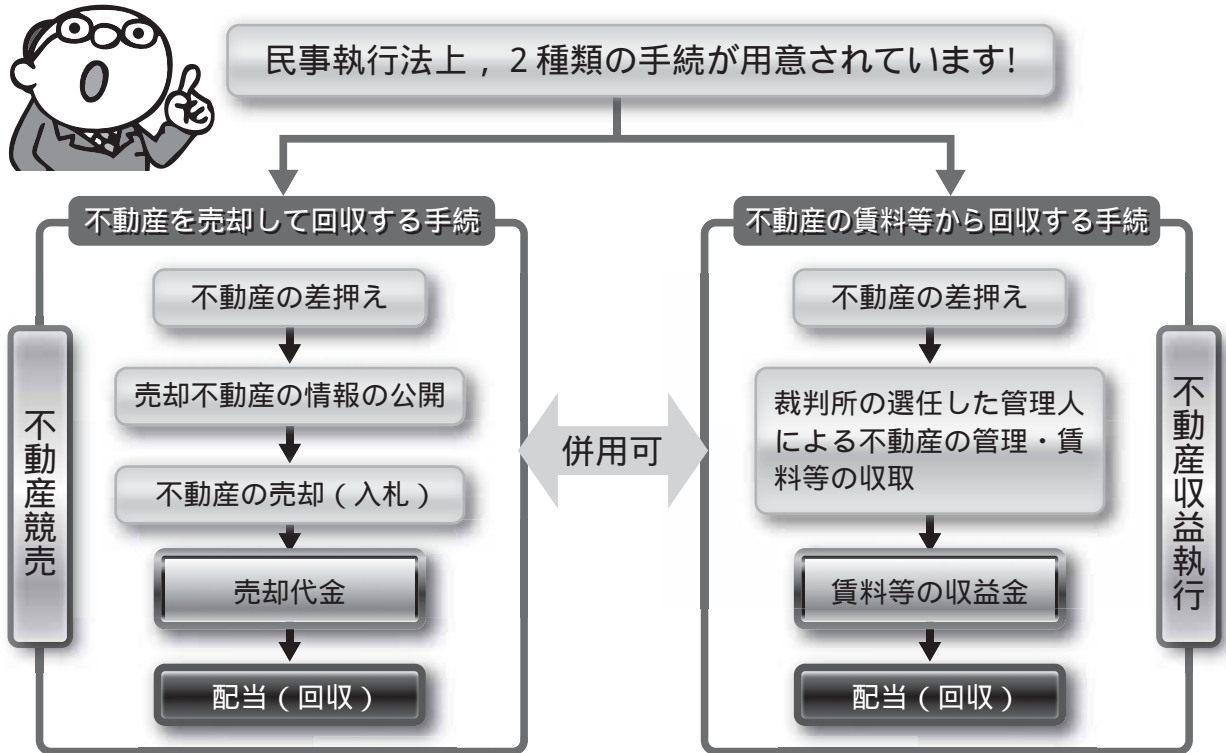 民事執行法上，2種類の手続が用意されています!
不動産を売却して回収する手続
不動産の差押え
売却不動産の情報の公開
不動産の売却（入札）
売却代金
配当（回収）
不動産競売
併用可
不動産の賃料等から回収する手続
不動産の差押え
裁判所の選任した管理人
による不動産の管理・賃
料等の収取
賃料等の収益金
配当（回収）
不動産収益執行